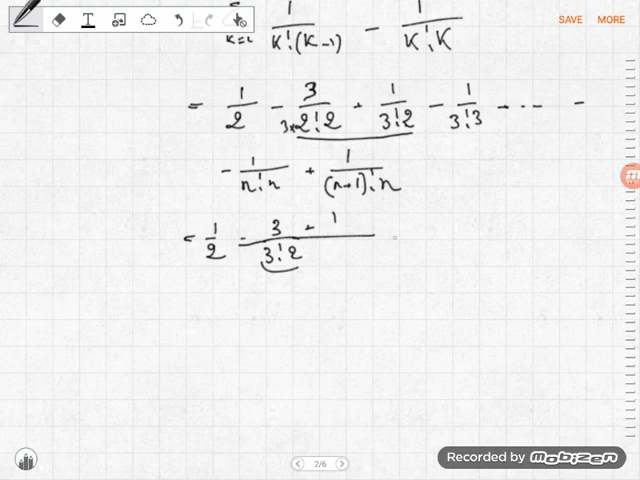 SAVE MORE
K=2 1/(K!(K-1)) - 1/(K!K)
= 1/2 - 3/(3×2!2) + 1/(3!2) - 1/(3!3) - ... -
- 1/(n!n) + 1/((n+1)!n)
= 1/2 - (3 + 1)/(3!2)
2/6
Recorded by Mobizen